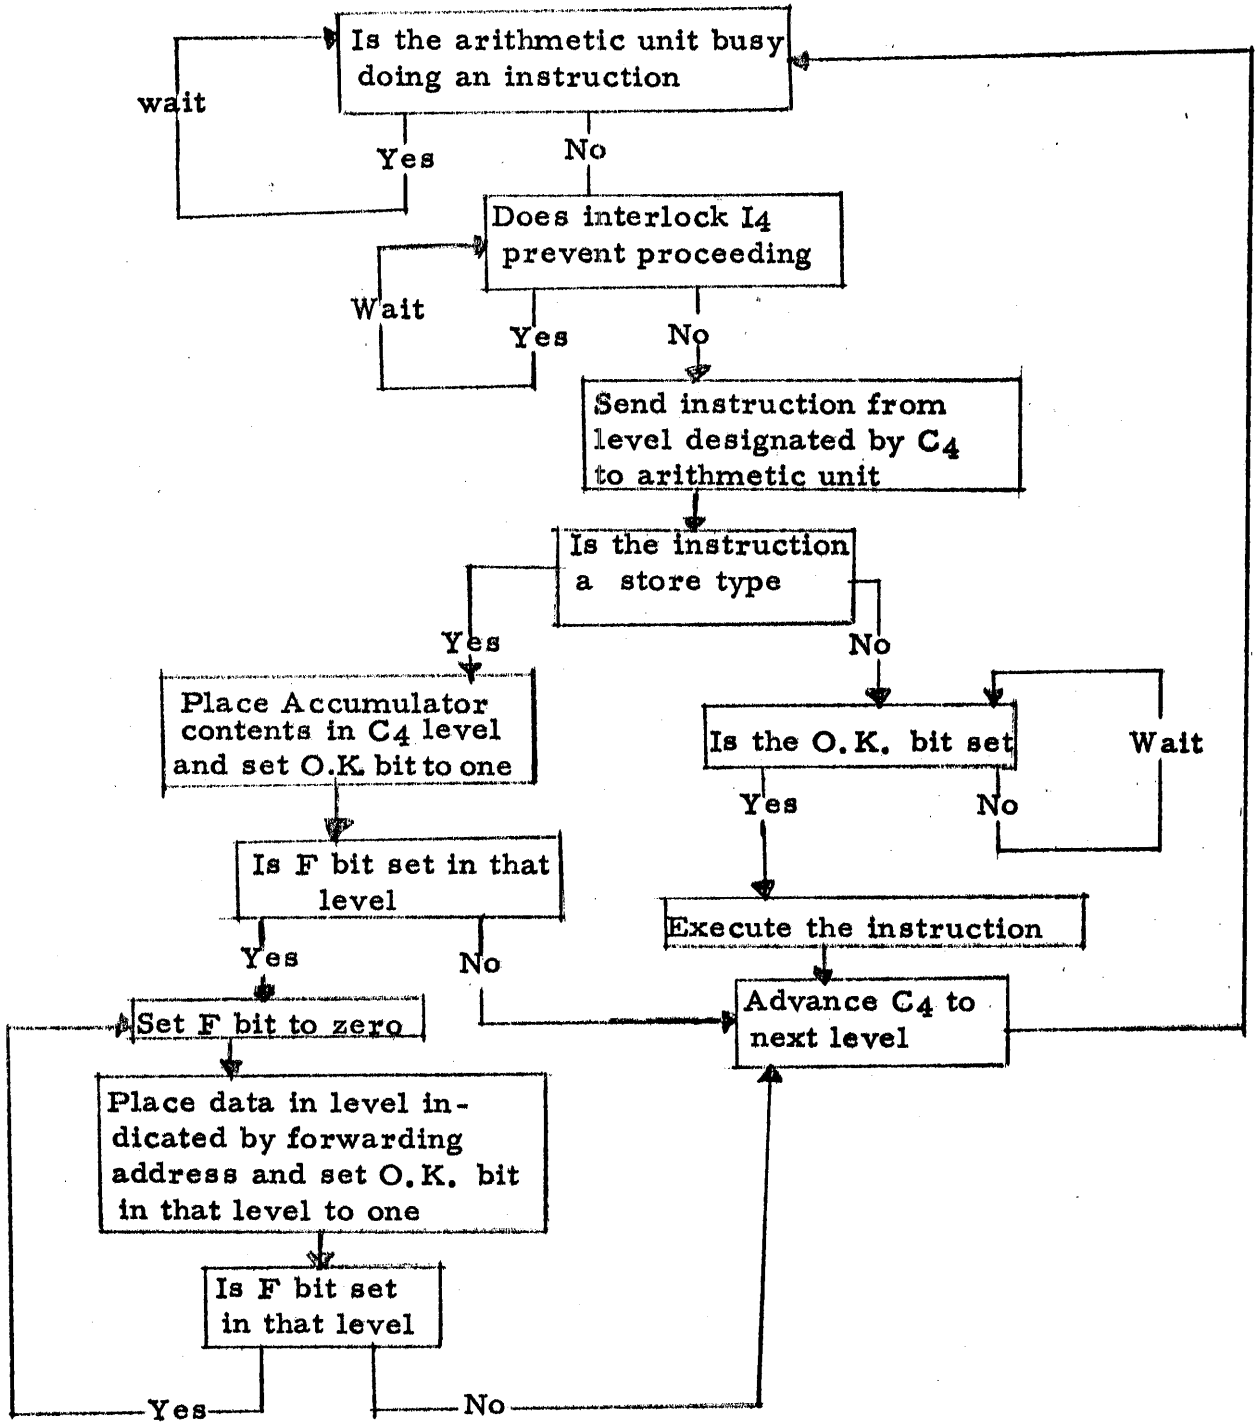 Is the arithmetic unit busy
doing an instruction
wait
Yes
No
Does interlock I4
prevent proceeding
Wait
Yes
No
Send instruction from
level designated by C4
to arithmetic unit
Is the instruction
a store type
Yes
No
Place Accumulator
contents in C4 level
and set O.K. bit to one
Is the O.K. bit set
Wait
Yes
No
Is F bit set in that
level
Execute the instruction
Yes
No
Advance C4 to
next level
Set F bit to zero
Place data in level in-
dicated by forwarding
address and set O.K. bit
in that level to one
Is F bit set
in that level
Yes
No